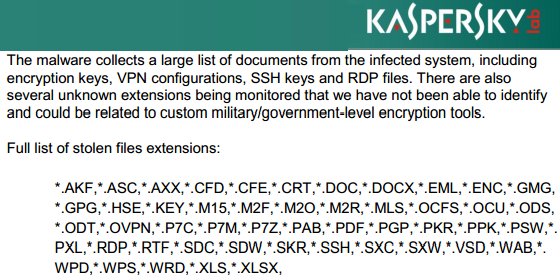 KASPERSKY lab
The malware collects a large list of documents from the infected system, including
encryption keys, VPN configurations, SSH keys and RDP files. There are also
several unknown extensions being monitored that we have not been able to identify
and could be related to custom military/government-level encryption tools.
Full list of stolen files extensions:
*.AKF,*.ASC,*.AXX,*.CFD,*.CFE,*.CRT,*.DOC,*.DOCX,*.EML,*.ENC,*.GMG,
*.GPG,*.HSE,*.KEY,*.M15,*.M2F,*.M2O,*.M2R,*.MLS,*.OCFS,*.OCU,*.ODS,
*.ODT,*.OVPN,*.P7C,*.P7M,*.P7Z,*.PAB,*.PDF,*.PGP,*.PKR,*.PPK,*.PSW,*.
PXL,*.RDP,*.RTF,*.SDC,*.SDW,*.SKR,*.SSH,*.SXC,*.SXW,*.VSD,*.WAB,*.
WPD,*.WPS,*.WRD,*.XLS,*.XLSX,